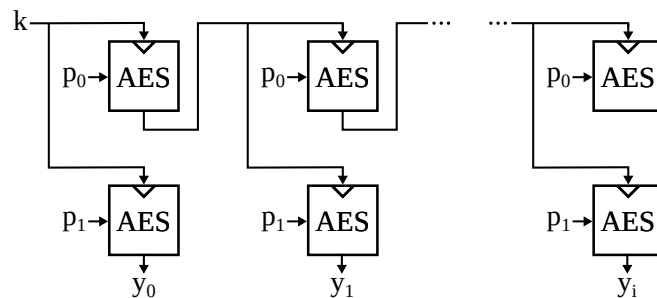 k ... ...
p₀ AES p₀ AES p₀ AES
p₁ AES p₁ AES p₁ AES
y₀ y₁ yᵢ